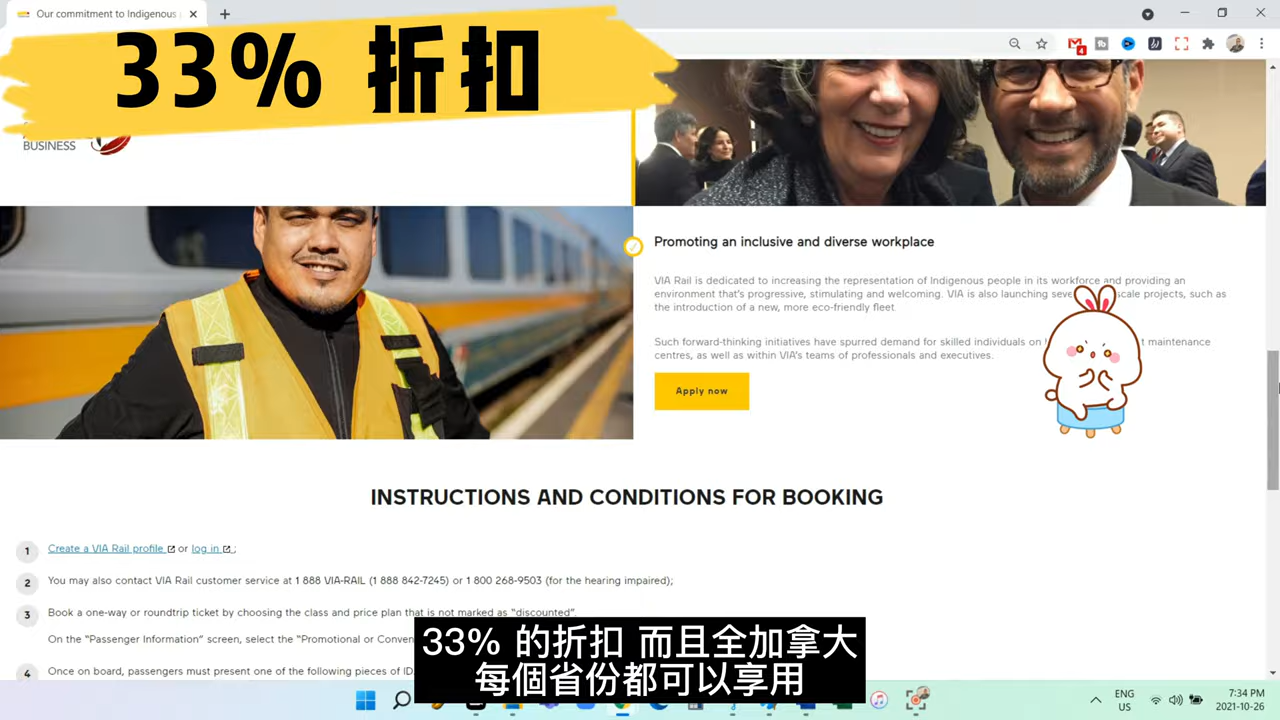 Our commitment to Indigenous
33% 折扣
BUSINESS
4
Promoting an inclusive and diverse workplace
VIA Rail is dedicated to increasing the representation of Indigenous people in its workforce and providing an
environment that's progressive, stimulating and welcoming. VIA is also launching seve scale projects, such as
the introduction of a new, more eco-friendly fleet.
Such forward-thinking initiatives have spurred demand for skilled individuals on t maintenance
centres, as well as within VIA's teams of professionals and executives.
Apply now
INSTRUCTIONS AND CONDITIONS FOR BOOKING
1 Create a VIA Rail profile or log in ;
2 You may also contact VIA Rail customer service at 1 888 VIA-RAIL (1 888 842-7245) or 1 800 268-9503 (for the hearing impaired);
3 Book a one-way or roundtrip ticket by choosing the class and price plan that is not marked as "discounted".
On the "Passenger Information" screen, select the "Promotional or Conven
4 Once on board, passengers must present one of the following pieces of ID
33% 的折扣 而且全加拿大
每個省份都可以享用
ENG
US
7:34 PM
2021-10-26